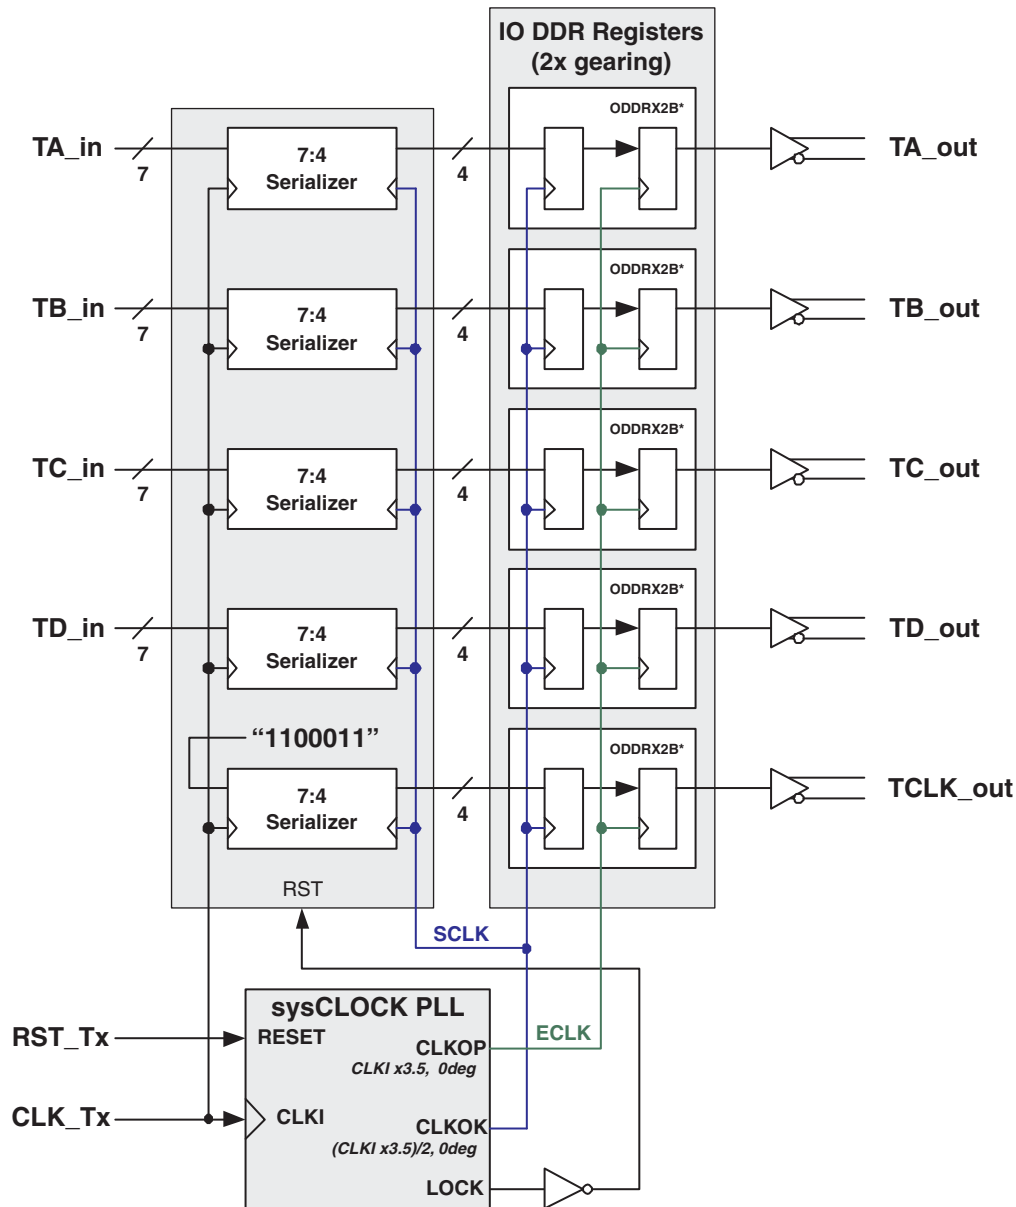 IO DDR Registers
(2x gearing)
ODDRX2B*
TA_in
7
7:4
Serializer
4
TA_out
ODDRX2B*
TB_in
7
7:4
Serializer
4
TB_out
ODDRX2B*
TC_in
7
7:4
Serializer
4
TC_out
ODDRX2B*
TD_in
7
7:4
Serializer
4
TD_out
“1100011”
ODDRX2B*
7:4
Serializer
4
TCLK_out
RST
SCLK
sysCLOCK PLL
RST_Tx
RESET
ECLK
CLKOP
CLKI x3.5, 0deg
CLK_Tx
CLKI
CLKOK
(CLKI x3.5)/2, 0deg
LOCK